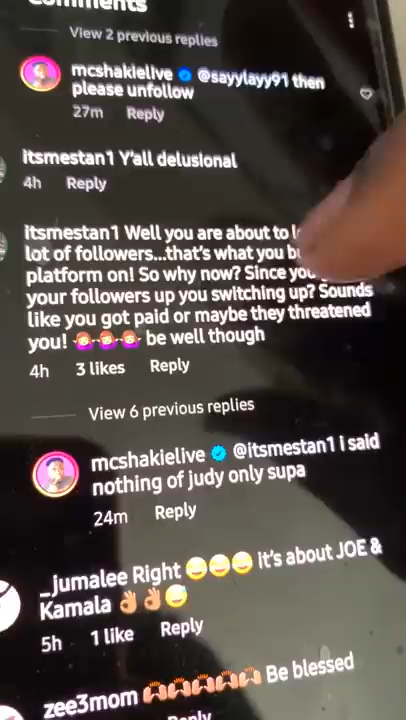 Comments
View 2 previous replies
mcshakielive @sayylayy91 then
please unfollow
27m Reply
itsmestan1 Y'all delusional
4h Reply
itsmestan1 Well you are about to
lot of followers...that's what you
platform on! So why now? Since
your followers up you switching up? Sounds
like you got paid or maybe they threatened
you! 🤷🏻‍♀️🤷🏻‍♀️🤷🏻‍♀️ be well though
4h 3 likes Reply
View 6 previous replies
mcshakielive @itsmestan1 i said
nothing of judy only supa
24m Reply
_jumalee Right 😂😂😂 it's about JOE &
Kamala 👌🏾👌🏾😅
5h 1 like Reply
zee3mom 🙌🏾🙌🏾🙌🏾🙌🏾🙌🏾 Be blessed
Reply